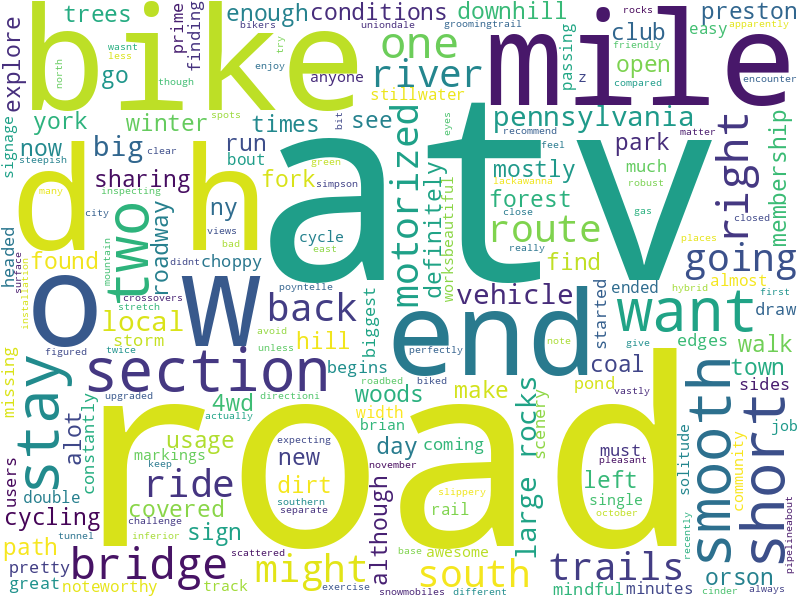 trees
bike
enough
conditions
downhill
mile
preston
prime
finding
explore
go
uniondale
bikers
wasnt
less
north
though
try
enjoy
one
river
anyone
stillwater
groomingtrail
friendly
passing
z
rocks
club
open
compared
easy
apparently
encounter
york
winter
spots
times
see
bit
eyes
pennsylvania
recommend
feel
matter
park
much
robust
signage
now
steepish
big
clear
run
bout
green
atv
motorized
mostly
lackawanna
forest
close
gas
closed
right
membership
many
inspecting
sharing
fork
simpson
d
h
two
roadway
ny
city
views
bad
cycle
east
definitely
worksbeautiful
route
really
places
going
headed
surface
installation
found
mountain
didnt
choppy
poyntelle
find
hybrid
almost
first
o
w
crossovers
stretch
back
biggest
vehicle
started
ended
want
draw
local
storm
figured
twice
hill
avoid
unless
end
perfectly
note
give
edges
walk
missing
stay
section
begins
roadbed
biked
coal
vastly
town
sides
alot
constantly
upgraded
actually
directioni
4wd
woods
width
brian
make
large rocks
scenery
pond
job
smooth
short
users
usage
markings
expecting
new
day
coming
must
pleasant
left
single
solitude
community
double
keep
ride
dirt
november
cycling
covered
southern
separate
sign
although
rail
slippery
october
path
challenge
inferior
tunnel
bridge
scattered
base
awesome
road
recently
pipelineabout
pretty
great
noteworthy
track
might
exercise
snowmobiles
south
different
trails
mindful
minutes
orson
cinder
always